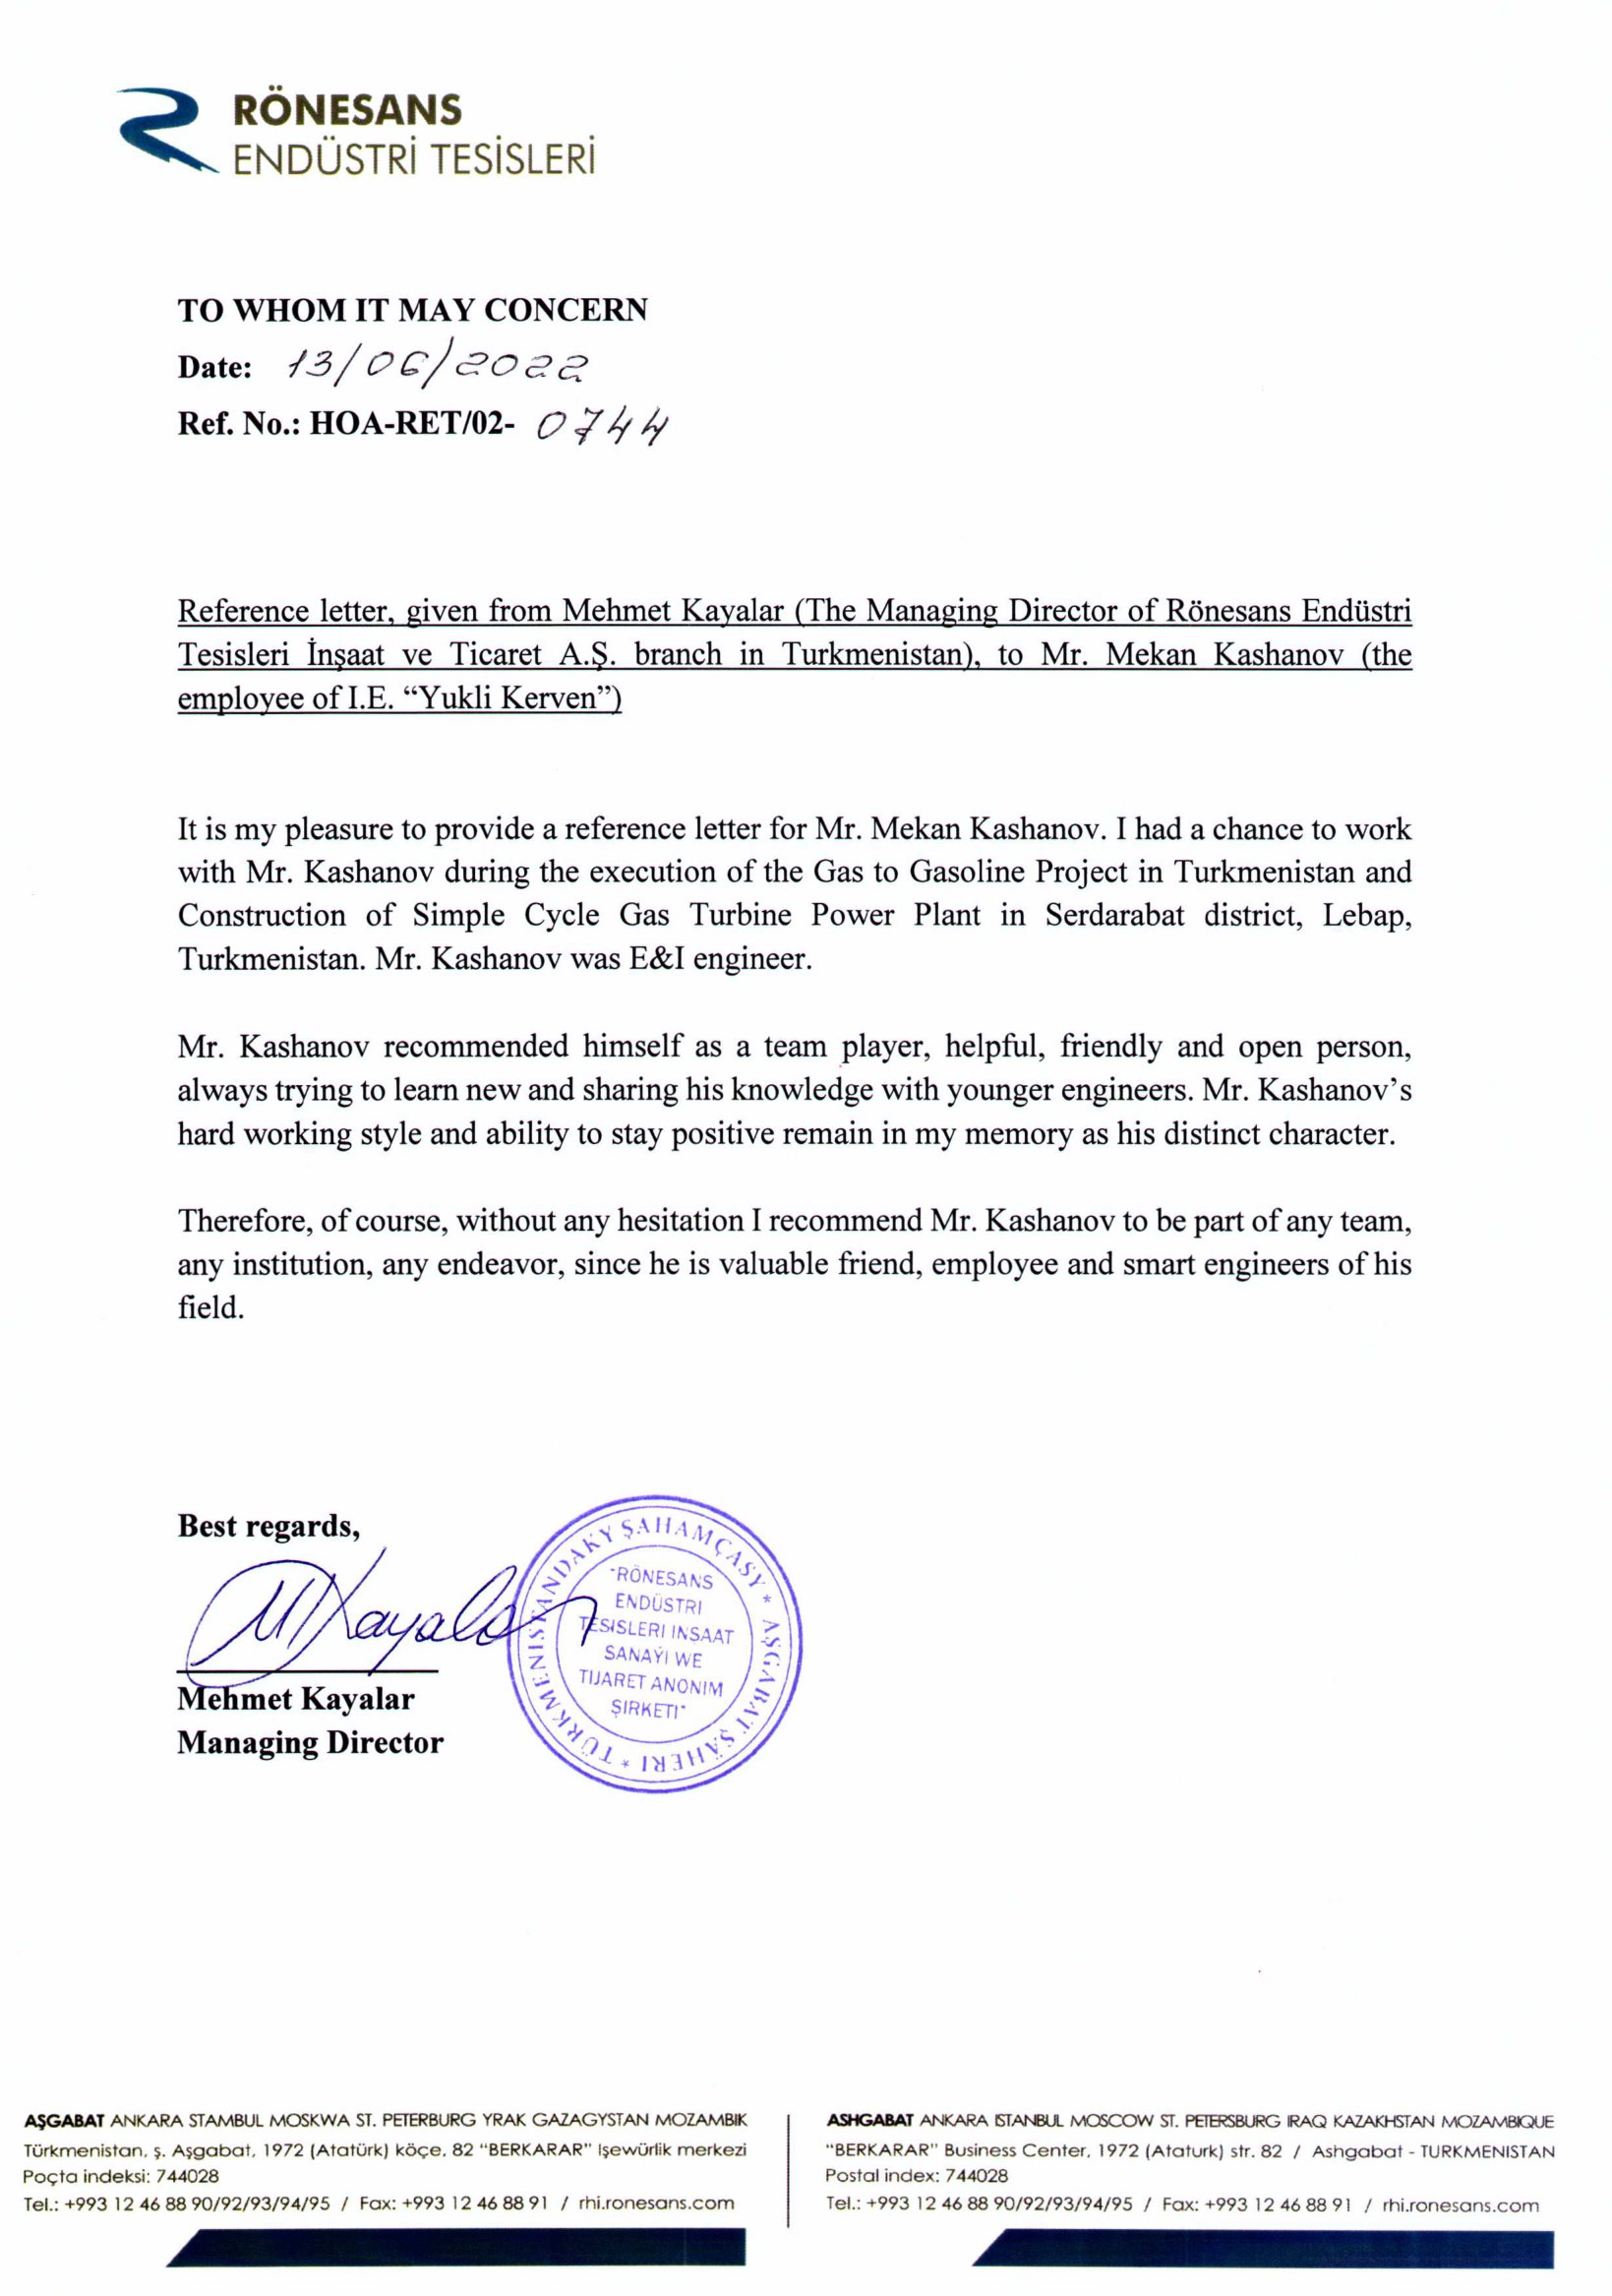 RÖNESANS
ENDÜSTRİ TESİSLERİ
TO WHOM IT MAY CONCERN
Date: 13/06/2022
Ref. No.: HOA-RET/02- 0744
Reference letter, given from Mehmet Kayalar (The Managing Director of Rönesans Endüstri
Tesisleri İnşaat ve Ticaret A.Ş. branch in Turkmenistan), to Mr. Mekan Kashanov (the
employee of I.E. “Yukli Kerven”)
It is my pleasure to provide a reference letter for Mr. Mekan Kashanov. I had a chance to work
with Mr. Kashanov during the execution of the Gas to Gasoline Project in Turkmenistan and
Construction of Simple Cycle Gas Turbine Power Plant in Serdarabat district, Lebap,
Turkmenistan. Mr. Kashanov was E&I engineer.
Mr. Kashanov recommended himself as a team player, helpful, friendly and open person,
always trying to learn new and sharing his knowledge with younger engineers. Mr. Kashanov’s
hard working style and ability to stay positive remain in my memory as his distinct character.
Therefore, of course, without any hesitation I recommend Mr. Kashanov to be part of any team,
any institution, any endeavor, since he is valuable friend, employee and smart engineers of his
field.
Best regards,
MKayalar
Mehmet Kayalar
Managing Director
TÜRKMENISTANDAKY ŞAHAMÇASY * AŞGABAT ŞÄHERI *
"RÖNESANS
ENDÜSTRI
TESISLERI INSAAT
SANAÝI WE
TIJARET ANONIM
ŞIRKETI"
AŞGABAT ANKARA STAMBUL MOSKWA ST. PETERBURG YRAK GAZAGYSTAN MOZAMBIK
Türkmenistan, ş. Aşgabat, 1972 (Atatürk) köçe, 82 “BERKARAR” Işewürlik merkezi
Poçta indeksi: 744028
Tel.: +993 12 46 88 90/92/93/94/95 / Fax: +993 12 46 88 91 / rhi.ronesans.com
ASHGABAT ANKARA ISTANBUL MOSCOW ST. PETERSBURG IRAQ KAZAKHSTAN MOZAMBIQUE
“BERKARAR” Business Center, 1972 (Ataturk) str. 82 / Ashgabat - TURKMENISTAN
Postal index: 744028
Tel.: +993 12 46 88 90/92/93/94/95 / Fax: +993 12 46 88 91 / rhi.ronesans.com